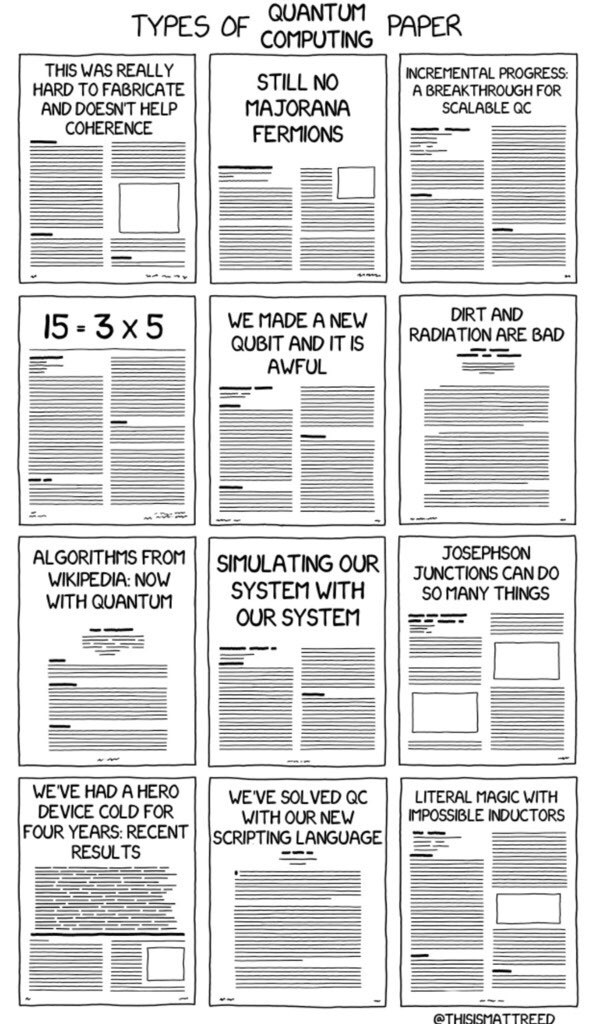 TYPES OF QUANTUM COMPUTING PAPER
THIS WAS REALLY
HARD TO FABRICATE
AND DOESN'T HELP
COHERENCE
STILL NO
MAJORANA
FERMIONS
INCREMENTAL PROGRESS:
A BREAKTHROUGH FOR
SCALABLE QC
15 = 3 x 5
WE MADE A NEW
QUBIT AND IT IS
AWFUL
DIRT AND
RADIATION ARE BAD
ALGORITHMS FROM
WIKIPEDIA: NOW
WITH QUANTUM
SIMULATING OUR
SYSTEM WITH
OUR SYSTEM
JOSEPHSON
JUNCTIONS CAN DO
SO MANY THINGS
WE'VE HAD A HERO
DEVICE COLD FOR
FOUR YEARS: RECENT
RESULTS
WE'VE SOLVED QC
WITH OUR NEW
SCRIPTING LANGUAGE
LITERAL MAGIC WITH
IMPOSSIBLE INDUCTORS
@THISISMATTREED